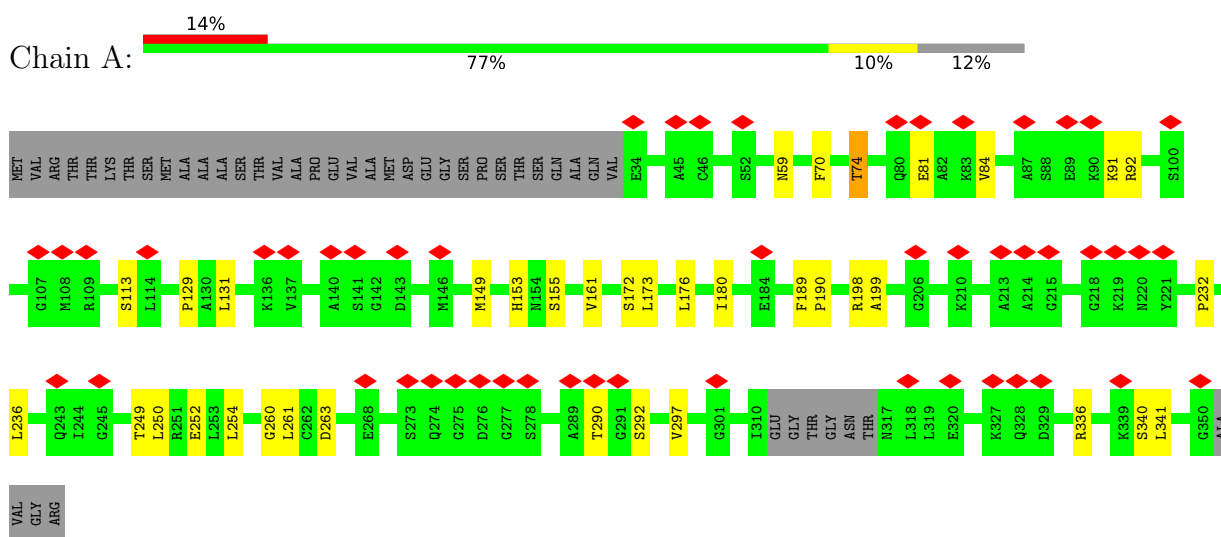 14%
Chain A:
77% 10% 12%
MET VAL ARG THR THR LYS THR SER MET ALA ALA ALA SER THR VAL ALA PRO GLU VAL ALA MET ASP GLU GLY SER PRO SER THR SER GLN ALA GLN VAL E34 A45 C46 S52 N59 F70 T74 Q80 E81 A82 K83 V84 A87 S88 E89 K90 K91 R92 S100
G107 M108 R109 S113 L114 P129 A130 L131 K136 V137 A140 S141 G142 D143 M146 M149 H153 N154 S155 V161 S172 L173 L176 I180 E184 F189 P190 R198 A199 G206 K210 A213 A214 G215 G218 K219 N220 Y221 P232
L236 Q243 I244 G245 T249 L250 R251 E252 L253 L254 G260 L261 C262 D263 E268 S273 Q274 G275 D276 G277 S278 A289 T290 G291 S292 V297 G301 I310 GLU GLY THR GLY ASN THR N317 L318 L319 E320 K327 Q328 D329 R336 K339 S340 L341 G350 ALA
VAL GLY ARG